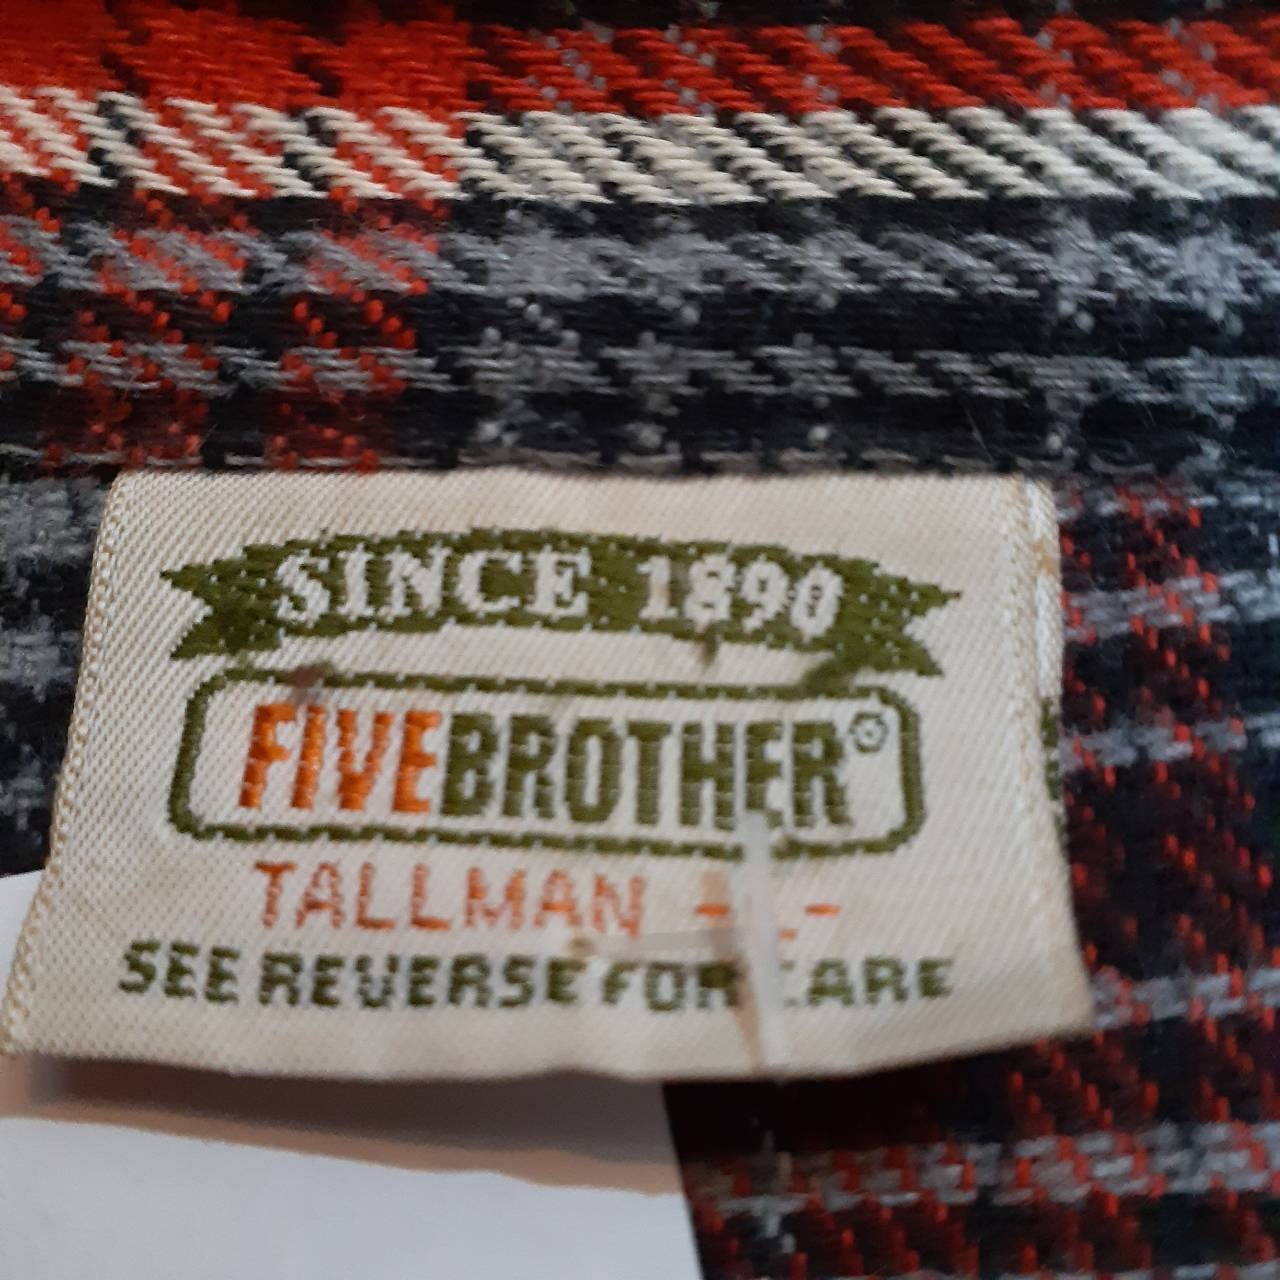 SINCE 1890
FIVEBROTHER®
TALLMAN - -
SEE REVERSE FOR CARE